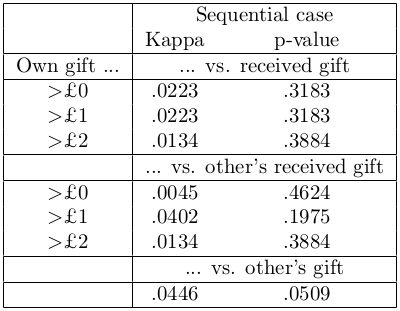 Sequential case
Kappa p-value
Own gift ... ... vs. received gift
>£0 .0223 .3183
>£1 .0223 .3183
>£2 .0134 .3884
... vs. other's received gift
>£0 .0045 .4624
>£1 .0402 .1975
>£2 .0134 .3884
... vs. other's gift
.0446 .0509